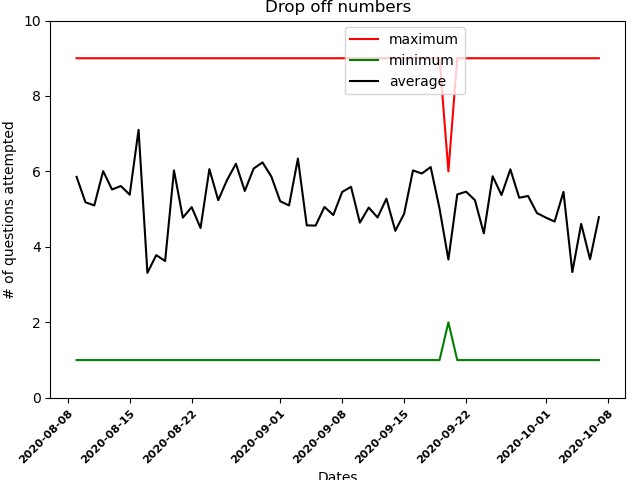 Drop off numbers
maximum
minimum
average
# of questions attempted
10
8
6
4
2
0
2020-08-08
2020-08-15
2020-08-22
2020-09-01
2020-09-08
2020-09-15
2020-09-22
2020-10-01
2020-10-08
Dates